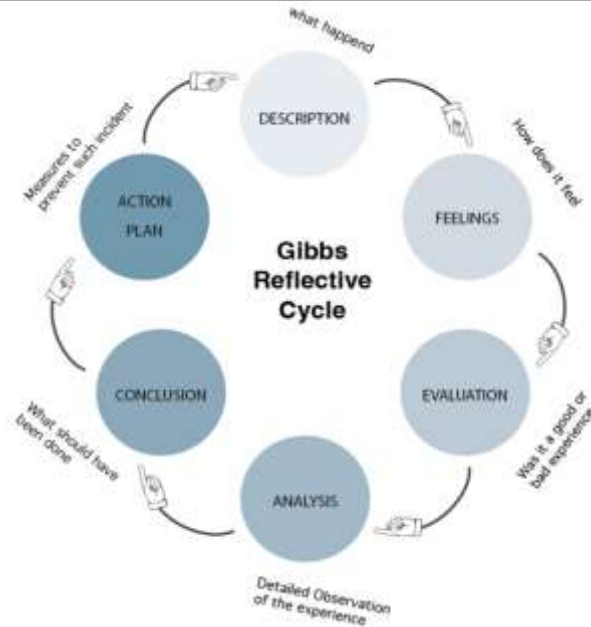 what happend
DESCRIPTION
How does it feel
FEELINGS
Was it a good or
bad experience
EVALUATION
Detailed Observation
of the experience
ANALYSIS
What should have
been done
CONCLUSION
Measures to
prevent such incident
ACTION
PLAN
Gibbs
Reflective
Cycle